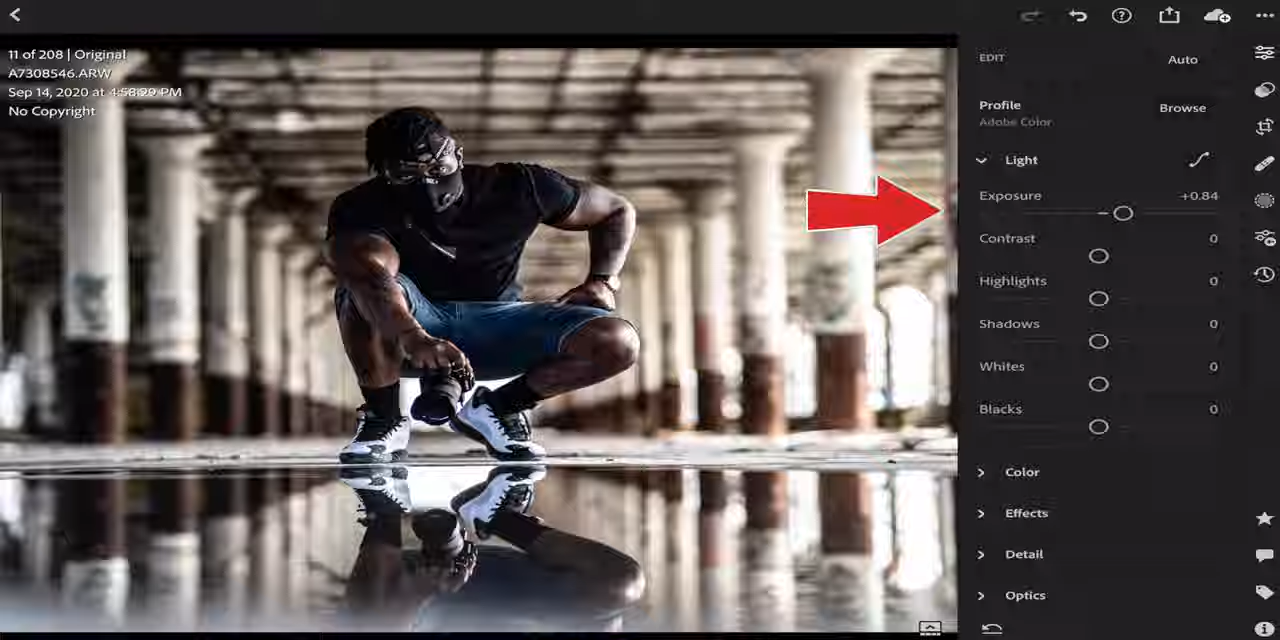 11 of 208 | Original
A7308546.ARW
Sep 14, 2020 at 4:58:29 PM
No Copyright
EDIT
Auto
Profile
Browse
Adobe Color
Light
Exposure +0.84
Contrast 0
Highlights 0
Shadows 0
Whites 0
Blacks 0
Color
Effects
Detail
Optics